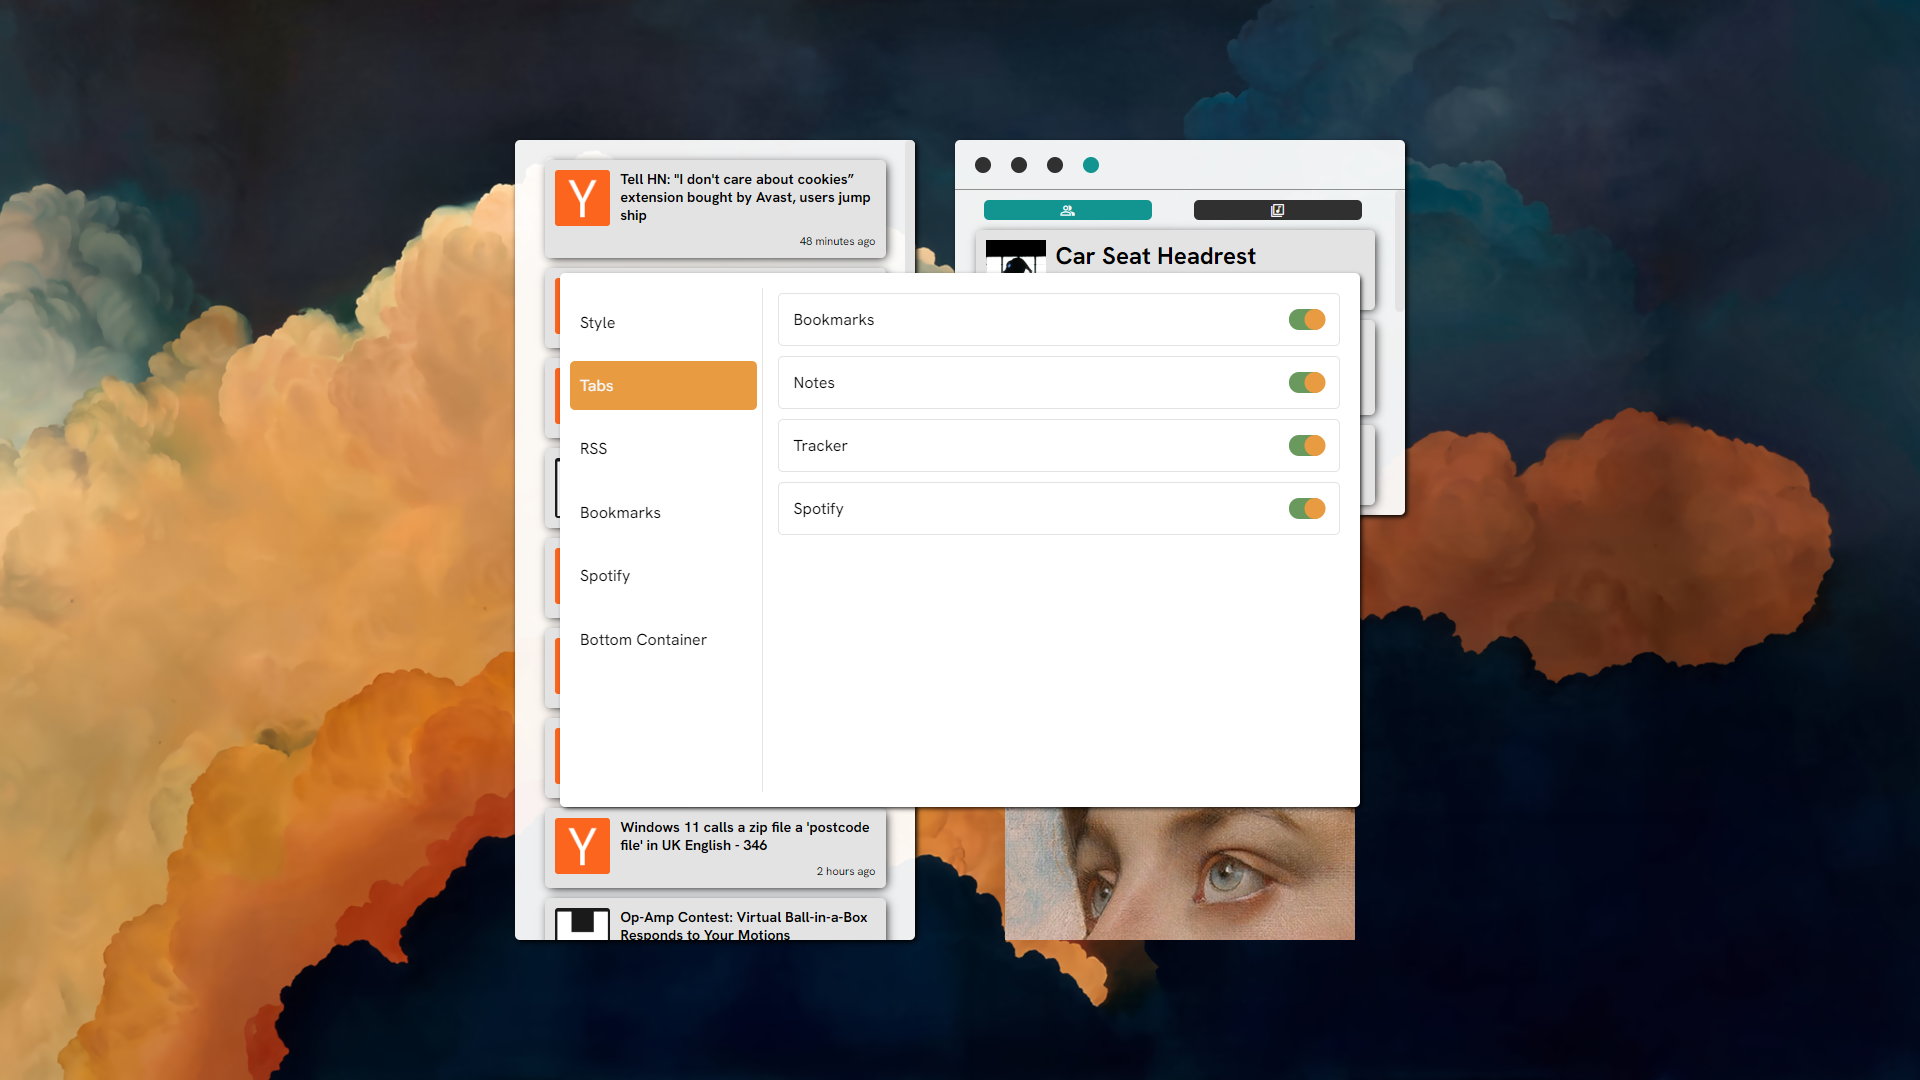 Tell HN: "I don't care about cookies”
extension bought by Avast, users jump
ship
48 minutes ago
Car Seat Headrest
Style
Tabs
RSS
Bookmarks
Spotify
Bottom Container
Bookmarks
Notes
Tracker
Spotify
Windows 11 calls a zip file a 'postcode
file' in UK English - 346
2 hours ago
Op-Amp Contest: Virtual Ball-in-a-Box
Responds to Your Motions